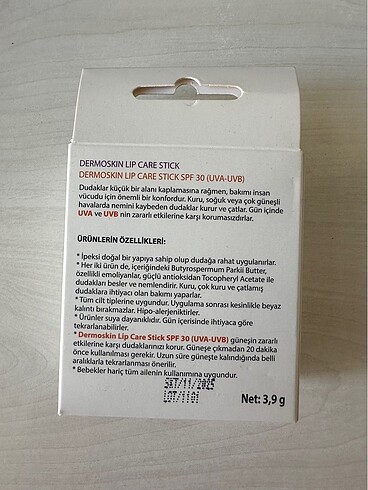 DERMOSKIN LIP CARE STICK
DERMOSKIN LIP CARE STICK SPF 30 (UVA-UVB)
Dudaklar küçük bir alanı kaplamasına rağmen, bakımı insan
vücudu için önemli bir konfordur. Kuru, soğuk veya çok güneşli
havalarda nemini kaybeden dudaklar kurur ve çatlar. Gün içinde
UVA ve UVB nin zararlı etkilerine karşı korumasızdırlar.
ÜRÜNLERİN ÖZELLİKLERİ:
* İpeksi doğal bir yapıya sahip olup dudağa rahat uygulanırlar.
* Her iki ürün de, içeriğindeki Butyrospermum Parkii Butter,
özellikli emoliyanlar, güçlü antioksidan Tocopheryl Acetate ile
dudakları besler ve nemlendirir. Kuru, çok kuru ve çatlamış
dudaklara ihtiyacı olan bakımı yaparlar.
* Tüm cilt tiplerine uygundur. Uygulama sonrası kesinlikle beyaz
kalıntı bırakmazlar. Hipo-alerjeniktirler.
* Ürünler suya dayanıklıdır. Gün içerisinde ihtiyaca göre
tekrarlanabilirler.
* Dermoskin Lip Care Stick SPF 30 (UVA-UVB) güneşin zararlı
etkilerine karşı dudaklarınızı korur. Güneşe çıkmadan 20 dakika
önce kullanılması gerekir. Uzun süre güneşte kalındığında belli
aralıklarla tekrarlanması önerilir.
* Bebekler hariç tüm ailenin kullanımına uygundur.
SKT/11/2025
LOT/1101
Net: 3,9 g